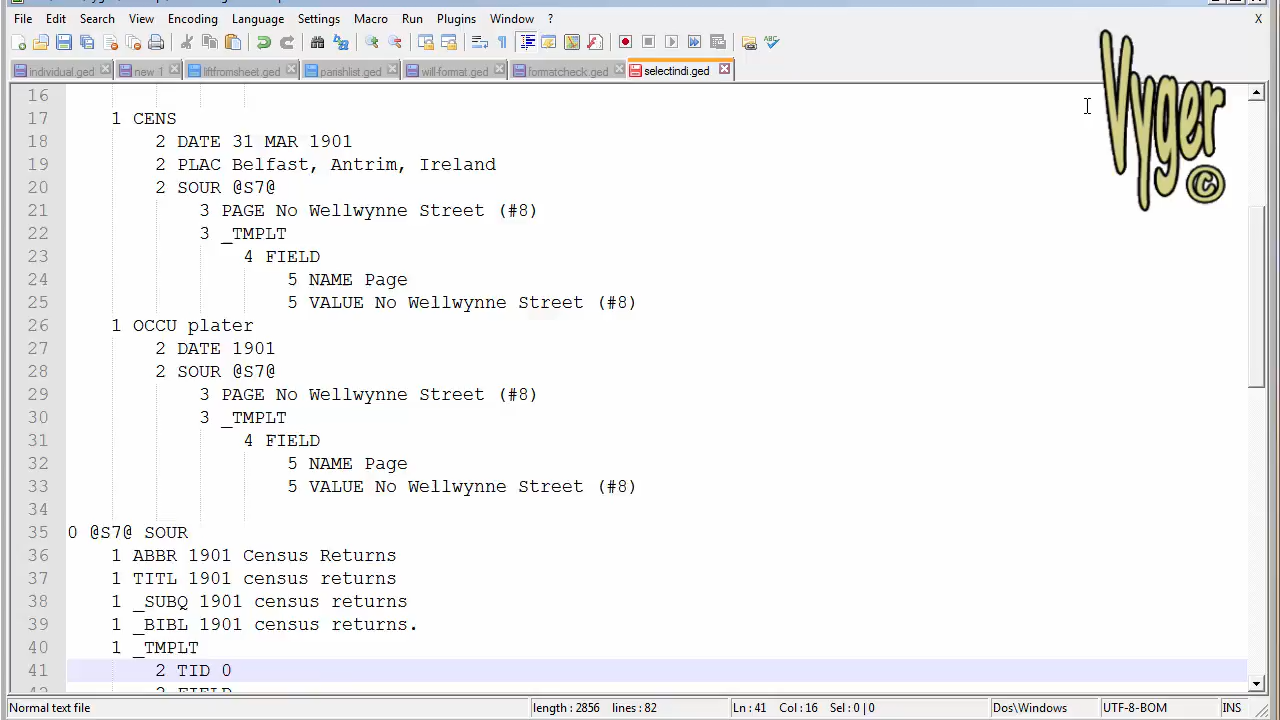 File Edit Search View Encoding Language Settings Macro Run Plugins Window ? X
individual.ged new 1 liftfromsheet.ged parishlist.ged will-format.ged formatcheck.ged selectindi.ged
Vyger ©
16
17 1 CENS
18 2 DATE 31 MAR 1901
19 2 PLAC Belfast, Antrim, Ireland
20 2 SOUR @S7@
21 3 PAGE No Wellwynne Street (#8)
22 3 _TMPLT
23 4 FIELD
24 5 NAME Page
25 5 VALUE No Wellwynne Street (#8)
26 1 OCCU plater
27 2 DATE 1901
28 2 SOUR @S7@
29 3 PAGE No Wellwynne Street (#8)
30 3 _TMPLT
31 4 FIELD
32 5 NAME Page
33 5 VALUE No Wellwynne Street (#8)
34
35 0 @S7@ SOUR
36 1 ABBR 1901 Census Returns
37 1 TITL 1901 census returns
38 1 _SUBQ 1901 census returns
39 1 _BIBL 1901 census returns.
40 1 _TMPLT
41 2 TID 0
42 2 FIELD
Normal text file length : 2856 lines : 82 Ln : 41 Col : 16 Sel : 0 | 0 Dos\Windows UTF-8-BOM INS